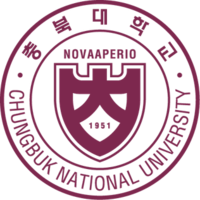 충북대학교
NOVAAPERIO
1951
CHUNGBUK NATIONAL UNIVERSITY